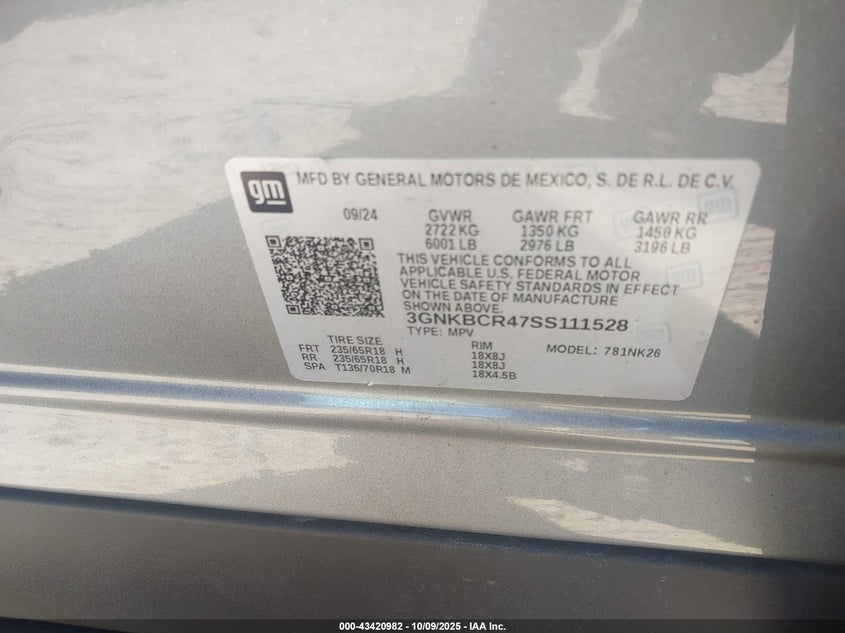 gm MFD BY GENERAL MOTORS DE MEXICO, S. DE R.L. DE C.V.
09/24 GVWR GAWR FRT GAWR RR
2722 KG 1350 KG 1450 KG
6001 LB 2976 LB 3196 LB
THIS VEHICLE CONFORMS TO ALL
APPLICABLE U.S. FEDERAL MOTOR
VEHICLE SAFETY STANDARDS IN EFFECT
ON THE DATE OF MANUFACTURE
SHOWN ABOVE.
3GNKBCR47SS111528
TYPE: MPV
TIRE SIZE RIM MODEL: 781NK26
FRT 235/65R18 H 18X8J
RR 235/65R18 H 18X8J
SPA T135/70R18 M 18X4.5B
000-43420982 - 10/09/2025 - IAA Inc.